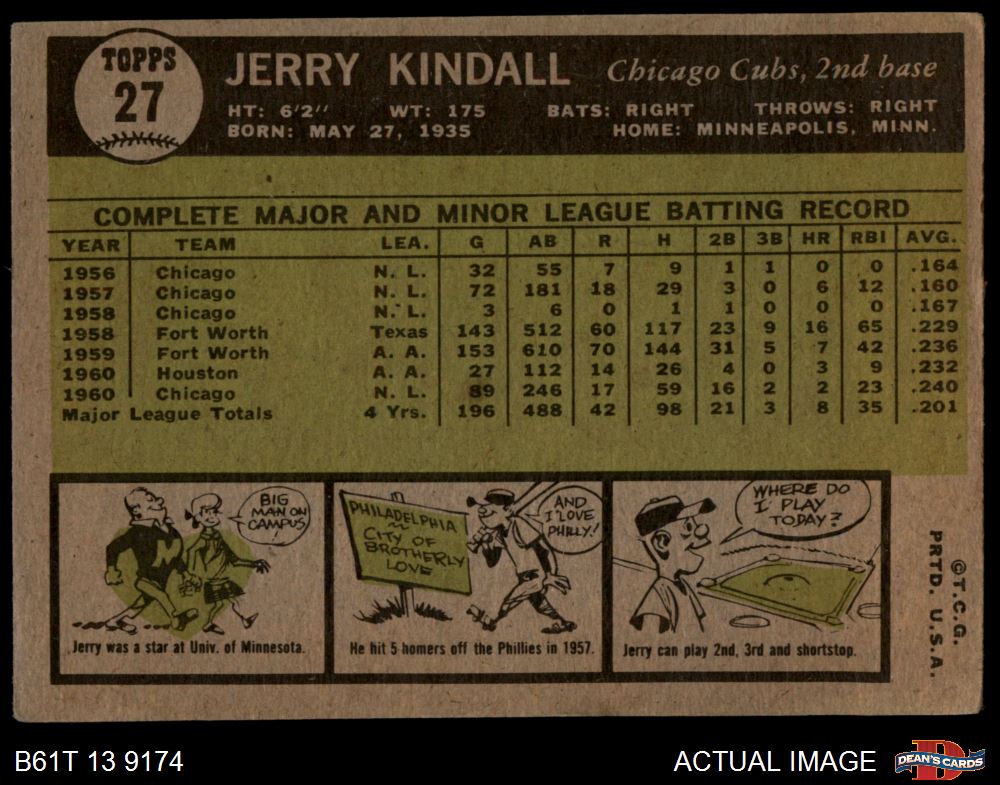 TOPPS
27
JERRY KINDALL Chicago Cubs, 2nd base
HT: 6'2" WT: 175 BATS: RIGHT THROWS: RIGHT
BORN: MAY 27, 1935 HOME: MINNEAPOLIS, MINN.
COMPLETE MAJOR AND MINOR LEAGUE BATTING RECORD
YEAR TEAM LEA. G AB R H 2B 3B HR RBI AVG.
1956 Chicago N. L. 32 55 7 9 1 1 0 0 .164
1957 Chicago N. L. 72 181 18 29 3 0 6 12 .160
1958 Chicago N. L. 3 6 0 1 1 0 0 0 .167
1958 Fort Worth Texas 143 512 60 117 23 9 16 65 .229
1959 Fort Worth A. A. 153 610 70 144 31 5 7 42 .236
1960 Houston A. A. 27 112 14 26 4 0 3 9 .232
1960 Chicago N. L. 89 246 17 59 16 2 2 23 .240
Major League Totals 4 Yrs. 196 488 42 98 21 3 8 35 .201
BIG
MAN ON
CAMPUS
M
Jerry was a star at Univ. of Minnesota.
PHILADELPHIA
~
CITY OF
BROTHERLY
LOVE
AND
I LOVE
PHILLY!
He hit 5 homers off the Phillies in 1957.
WHERE DO
I PLAY
TODAY?
Jerry can play 2nd, 3rd and shortstop.
©T.C.G.
PRTD. U.S.A.
B61T 13 9174
ACTUAL IMAGE
DEAN'S CARDS